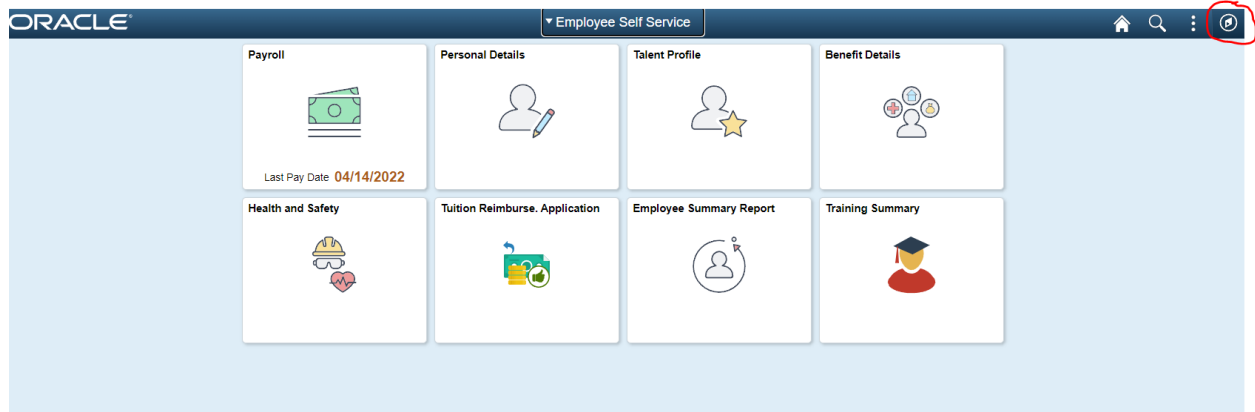 ORACLE
Employee Self Service
Payroll
Personal Details
Talent Profile
Benefit Details
Last Pay Date 04/14/2022
Health and Safety
Tuition Reimburse. Application
Employee Summary Report
Training Summary